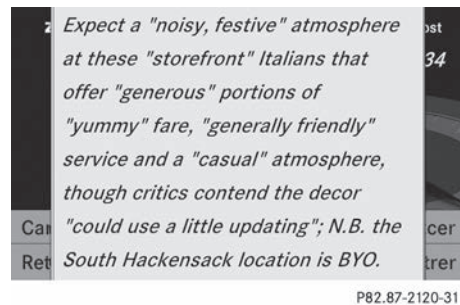 Expect a "noisy, festive" atmosphere
at these "storefront" Italians that
offer "generous" portions of
"yummy" fare, "generally friendly"
service and a "casual" atmosphere,
though critics contend the decor
"could use a little updating"; N.B. the
South Hackensack location is BYO.
34
P82.87-2120-31